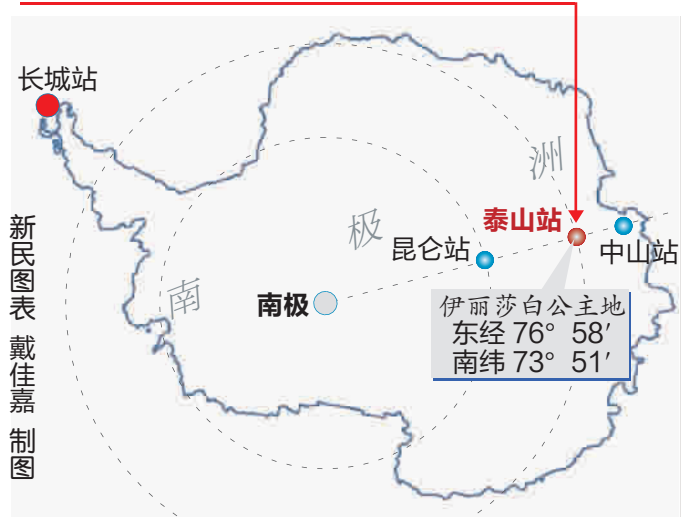 长城站
洲
泰山站
极
昆仑站
中山站
南
南极
伊丽莎白公主地
东经 76° 58′
南纬 73° 51′
新民图表 戴佳嘉 制图